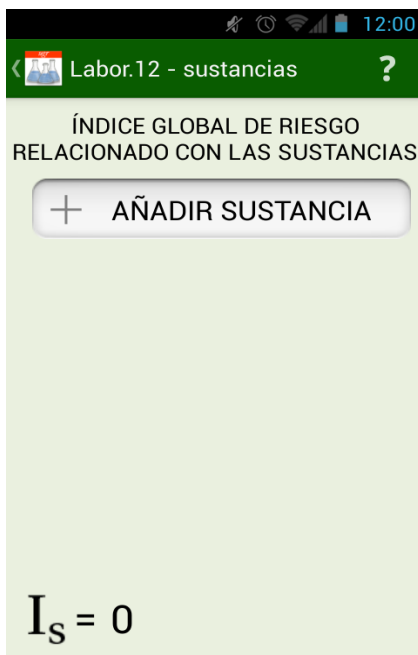 12:00
Labor.12 - sustancias ?
ÍNDICE GLOBAL DE RIESGO
RELACIONADO CON LAS SUSTANCIAS
+ AÑADIR SUSTANCIA
Is = 0